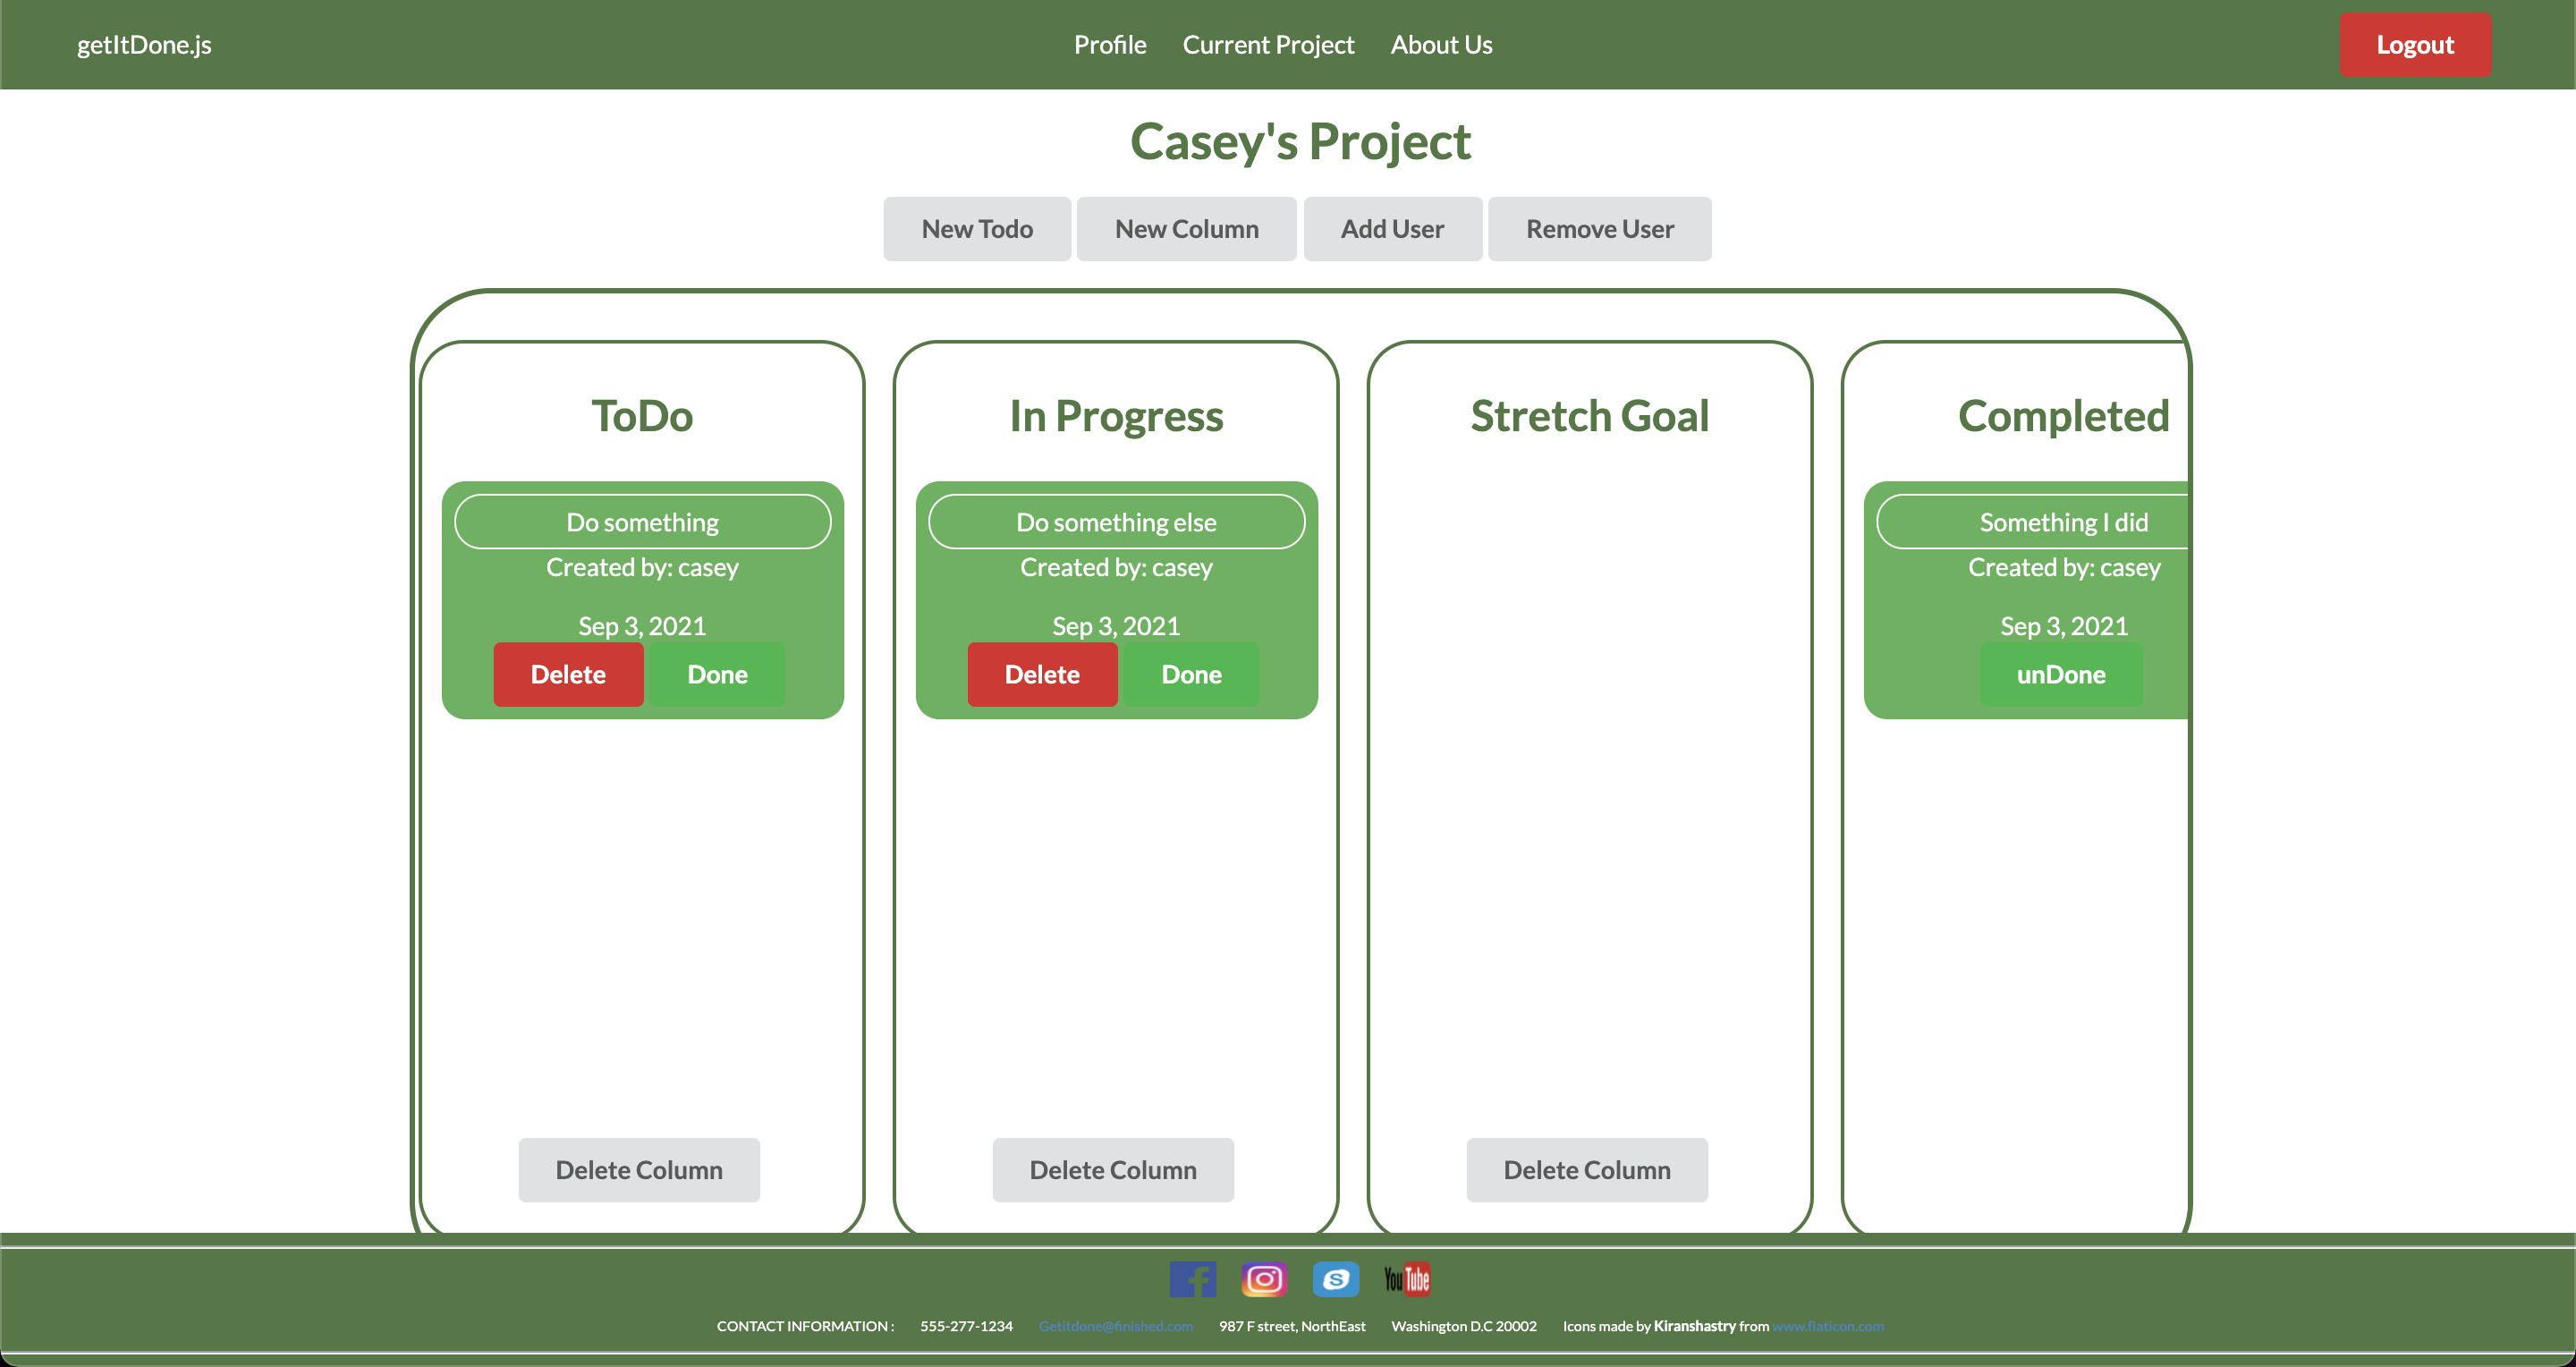 getItDone.js
Profile Current Project About Us
Logout
Casey's Project
New Todo New Column Add User Remove User
ToDo
Do something
Created by: casey
Sep 3, 2021
Delete Done
Delete Column
In Progress
Do something else
Created by: casey
Sep 3, 2021
Delete Done
Delete Column
Stretch Goal
Delete Column
Completed
Something I did
Created by: casey
Sep 3, 2021
unDone
YouTube
CONTACT INFORMATION : 555-277-1234 Getitdone@finished.com 987 F street, NorthEast Washington D.C 20002 Icons made by Kiranshastry from www.flaticon.com